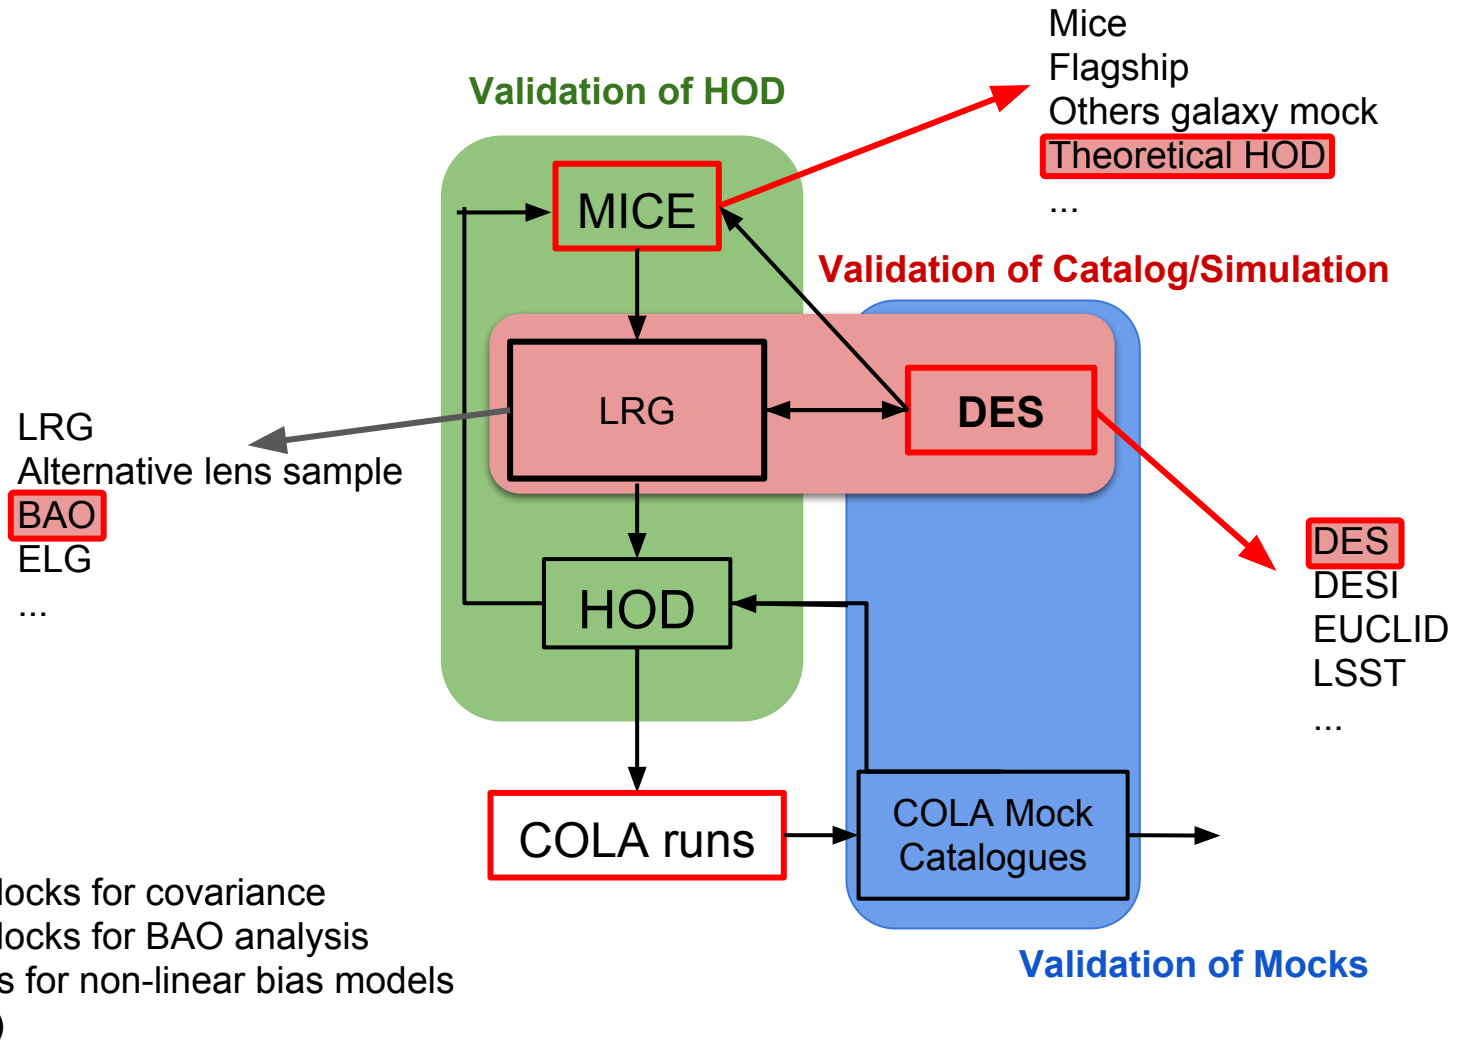 Mice
Flagship
Others galaxy mock
Theoretical HOD
...
Validation of HOD
MICE
Validation of Catalog/Simulation
LRG
DES
LRG
Alternative lens sample
BAO
ELG
...
DES
DESI
EUCLID
LSST
...
HOD
COLA runs
COLA Mock
Catalogues
for covariance
for BAO analysis
for non-linear bias models
)
Validation of Mocks